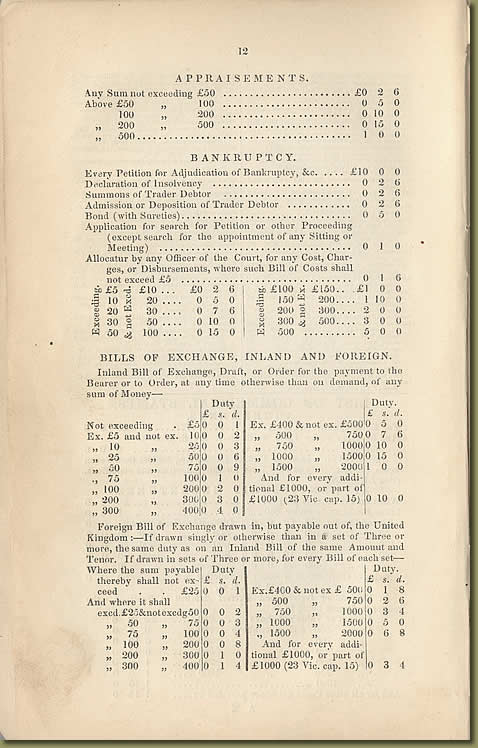 12
APPRAISEMENTS.
Any Sum not exceeding £50 ........................ £0 2 6
Above £50 „ 100 ........................ 0 5 0
100 „ 200 ........................ 0 10 0
„ 200 „ 500 ........................ 0 15 0
„ 500........................................ 1 0 0
BANKRUPTCY.
Every Petition for Adjudication of Bankruptcy, &c. .... £10 0 0
Declaration of Insolvency .......................... 0 2 6
Summons of Trader Debtor ........................ 0 2 6
Admission or Deposition of Trader Debtor ............ 0 2 6
Bond (with Sureties)................................ 0 5 0
Application for search for Petition or other Proceeding
(except search for the appointment of any Sitting or
Meeting) .................................... 0 1 0
Allocatur by any Officer of the Court, for any Cost, Char-
ges, or Disbursements, where such Bill of Costs shall
not exceed £5 ................................ 0 1 6
Exceeding. £5 & not Excd. £10 ... £0 2 6
10 20 .... 0 5 0
20 30 .... 0 7 6
30 50 .... 0 10 0
50 100 .... 0 15 0
Exceeding. £100 & not Ex. £150.. .£1 0 0
150 200.... 1 10 0
200 300.... 2 0 0
300 500.... 3 0 0
500 .......... 5 0 0
BILLS OF EXCHANGE, INLAND AND FOREIGN.
Inland Bill of Exchange, Draft, or Order for the payment to the
Bearer or to Order, at any time otherwise than on demand, of any
sum of Money—
Duty
£ s. d.
Not exceeding . £5 0 0 1
Ex. £5 and not ex. 10 0 0 2
„ 10 „ 25 0 0 3
„ 25 „ 50 0 0 6
„ 50 „ 75 0 0 9
„ 75 „ 100 0 1 0
„ 100 „ 200 0 2 0
„ 200 „ 300 0 3 0
„ 300 „ 400 0 4 0
Duty.
£ s. d.
Ex. £400 & not ex. £500 0 5 0
„ 500 „ 750 0 7 6
„ 750 „ 1000 0 10 0
„ 1000 „ 1500 0 15 0
„ 1500 „ 2000 1 0 0
And for every addi-
tional £1000, or part of
£1000 (23 Vic. cap. 15) 0 10 0
Foreign Bill of Exchange drawn in, but payable out of, the United
Kingdom :—If drawn singly or otherwise than in a set of Three or
more, the same duty as on an Inland Bill of the same Amount and
Tenor. If drawn in sets of Three or more, for every Bill of each set—
Where the sum payable Duty
thereby shall not ex- £ s. d.
ceed . . £25 0 0 1
And where it shall
excd.£25&notexcdg50 0 0 2
„ 50 „ 75 0 0 3
„ 75 „ 100 0 0 4
„ 100 „ 200 0 0 8
„ 200 „ 300 0 1 0
„ 300 „ 400 0 1 4
Duty.
£ s. d.
Ex.£400 & not ex £ 500 0 1 8
„ 500 „ 750 0 2 6
„ 750 „ 1000 0 3 4
„ 1000 „ 1500 0 5 0
„ 1500 „ 2000 0 6 8
And for every addi-
tional £1000, or part of
£1000 (23 Vic. cap. 15) 0 3 4